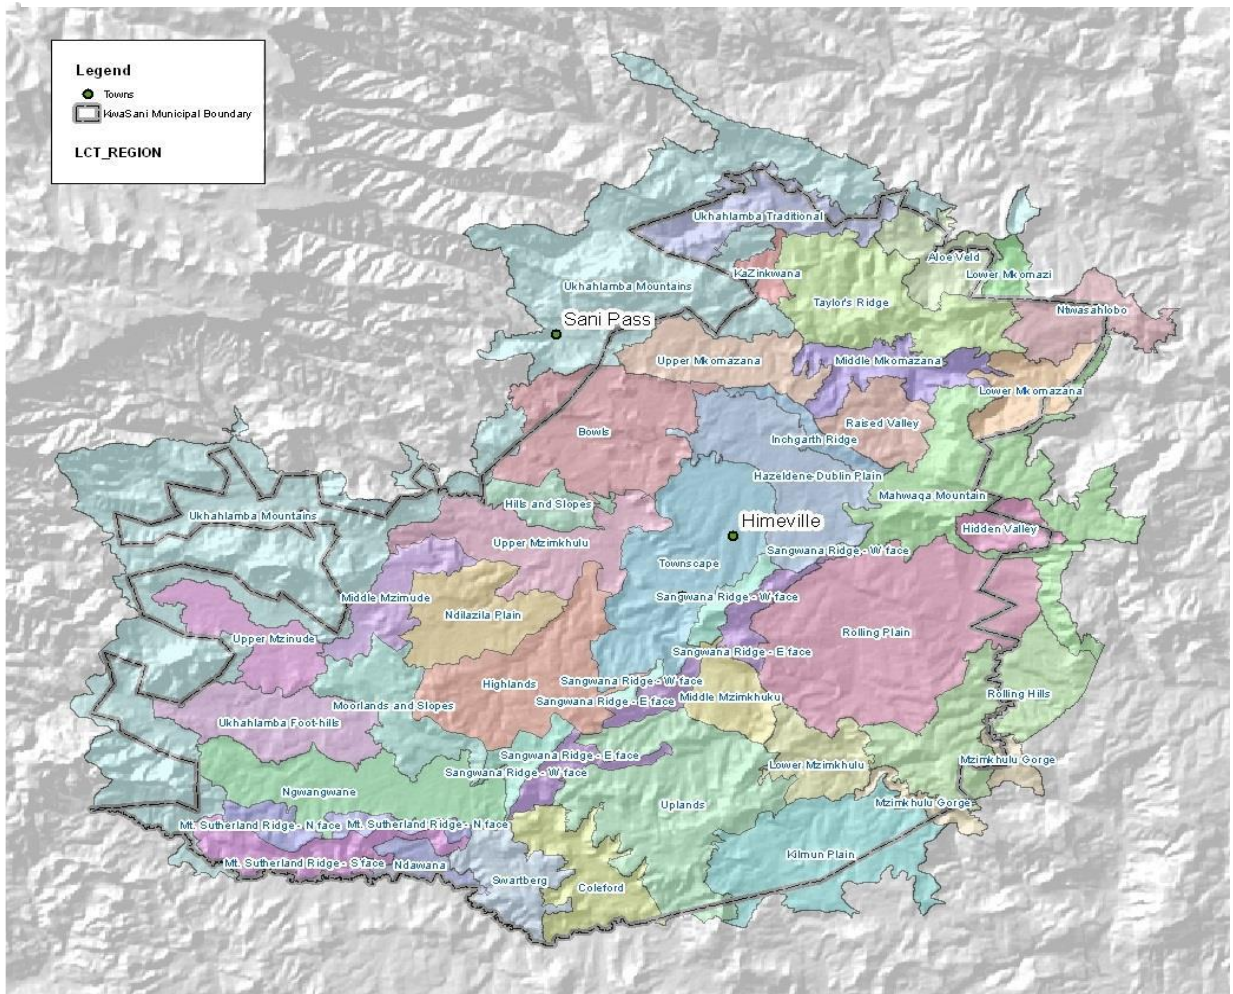 Legend
Towns
KwaSani Municipal Boundary
LCT_REGION
Ukhahlamba Traditional
Aloe Veld
KaZinkwana
Lower Mkomazi
Ukhahlamba Mountains
Taylor's Ridge
Ntwasahlobo
Sani Pass
Upper Mkomazana
Middle Mkomazana
Lower Mkomazana
Raised Valley
Bowls
Inchgarth Ridge
Hazeldene-Dublin Plain
Mahwaqa Mountain
Hills and Slopes
Ukhahlamba Mountains
Himeville
Hidden Valley
Upper Mzimkhulu
Sangwana Ridge - W face
Townscape
Middle Mzimude
Sangwana Ridge - W face
Ndilazila Plain
Rolling Plain
Upper Mzinude
Sangwana Ridge - E face
Highlands
Sangwana Ridge - W face
Rolling Hills
Middle Mzimkhuku
Sangwana Ridge - E face
Moorlands and Slopes
Ukhahlamba Foot-hills
Sangwana Ridge - E face
Mzimkhulu Gorge
Lower Mzimkhulu
Sangwana Ridge - W face
Ngwangwane
Uplands
Mzimkhulu Gorge
Mt. Sutherland Ridge - N face
Mt. Sutherland Ridge - N face
Kilmun Plain
Mt. Sutherland Ridge - S face
Ndawana
Swartberg
Coleford